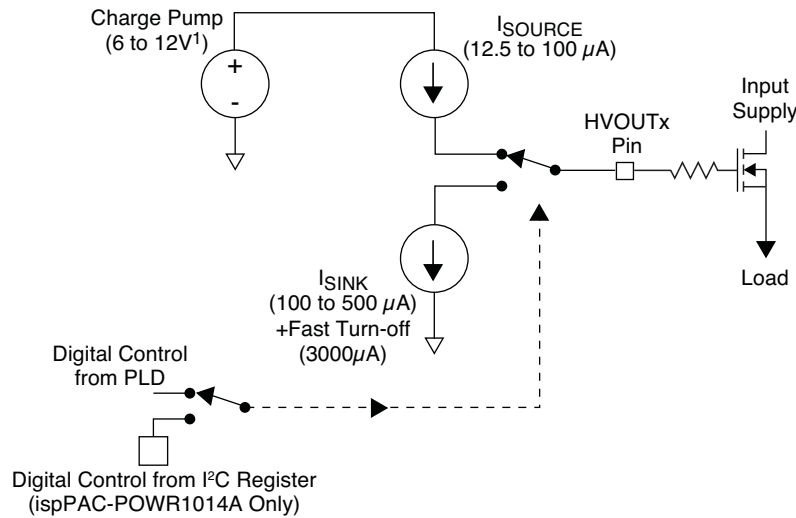 Charge Pump
(6 to 12V¹)
+
-
ISOURCE
(12.5 to 100 µA)
Input
Supply
HVOUTx
Pin
Load
ISINK
(100 to 500 µA)
+Fast Turn-off
(3000µA)
Digital Control
from PLD
Digital Control from I²C Register
(ispPAC-POWR1014A Only)